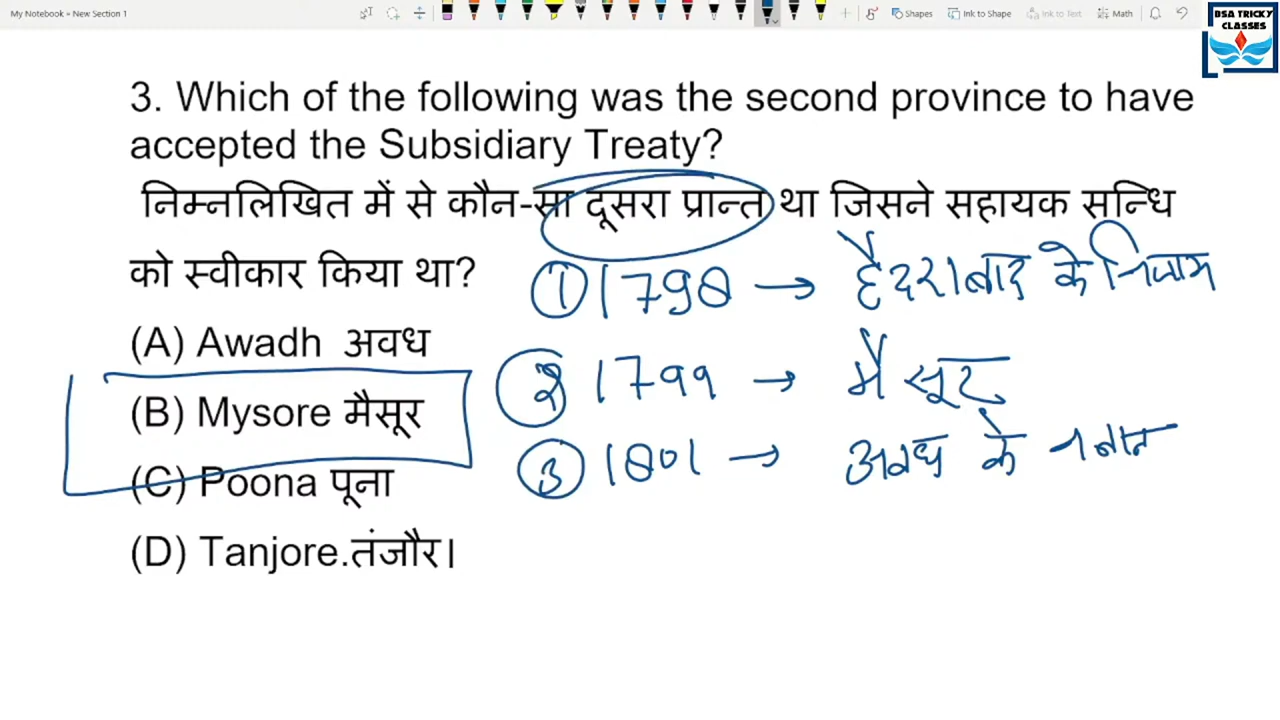 My Notebook » New Section 1
Shapes Ink to Shape Ink to Text Math
BSA TRICKY
CLASSES
3. Which of the following was the second province to have
accepted the Subsidiary Treaty?
निम्नलिखित में से कौन-सा दूसरा प्रान्त था जिसने सहायक सन्धि
को स्वीकार किया था?
① 1798 → हैदराबाद के निजाम
(A) Awadh अवध
② 1799 → मैसूर
(B) Mysore मैसूर
③ 1801 → अवध के नवाब
(C) Poona पूना
(D) Tanjore.तंजौर।